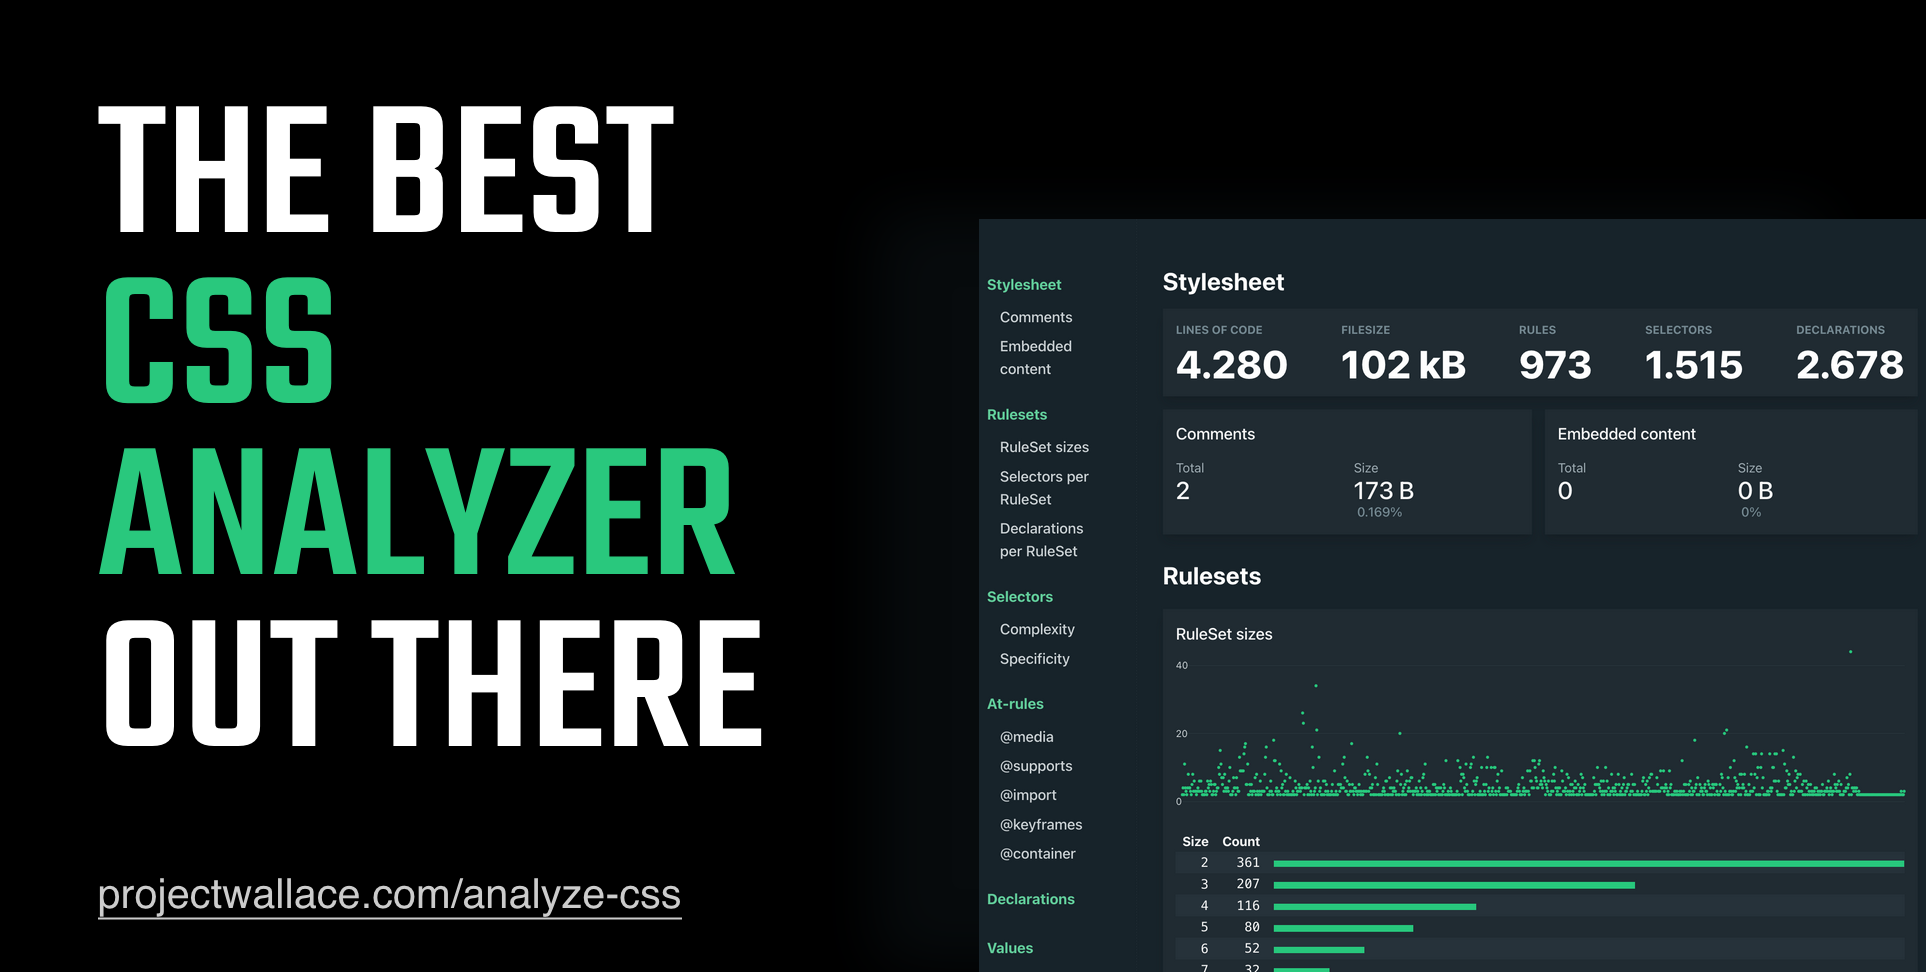 THE BEST
CSS
ANALYZER
OUT THERE
projectwallace.com/analyze-css
Stylesheet
Comments
Embedded
content
Rulesets
RuleSet sizes
Selectors per
RuleSet
Declarations
per RuleSet
Selectors
Complexity
Specificity
At-rules
@media
@supports
@import
@keyframes
@container
Declarations
Values
Stylesheet
LINES OF CODE FILESIZE RULES SELECTORS DECLARATIONS
4.280 102 kB 973 1.515 2.678
Comments
Total Size
2 173 B
0.169%
Embedded content
Total Size
0 0 B
0%
Rulesets
RuleSet sizes
40
20
0
Size Count
2 361
3 207
4 116
5 80
6 52
7 32